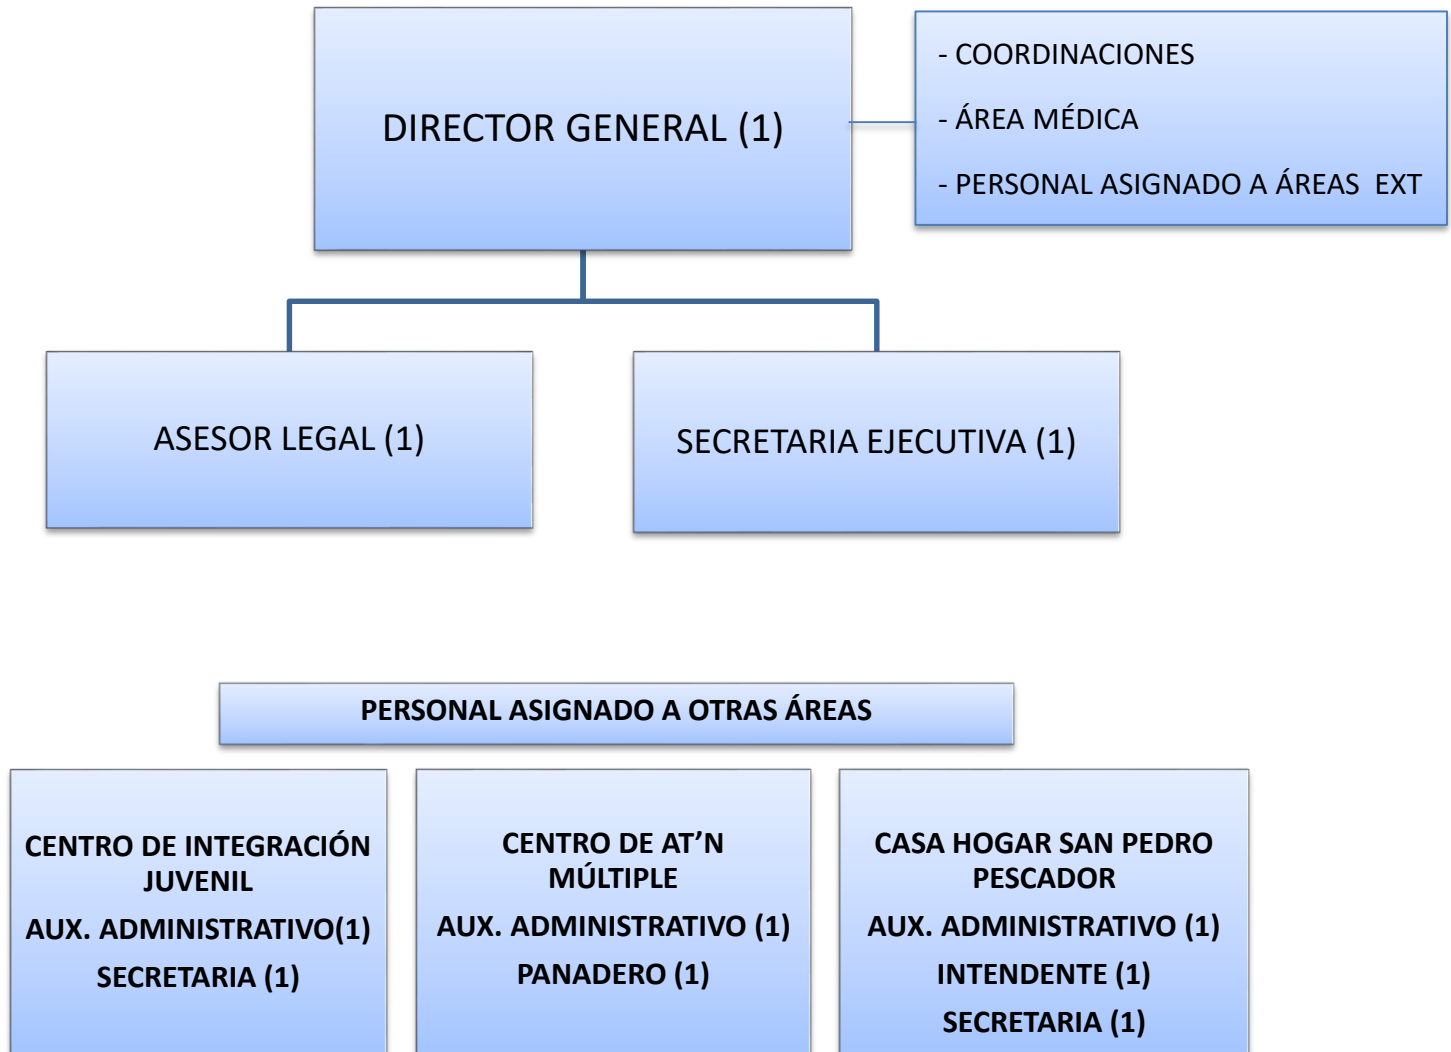 DIRECTOR GENERAL (1)
- COORDINACIONES
- ÁREA MÉDICA
- PERSONAL ASIGNADO A ÁREAS  EXT
ASESOR LEGAL (1)
SECRETARIA EJECUTIVA (1)
PERSONAL ASIGNADO A OTRAS ÁREAS
CENTRO DE INTEGRACIÓN
JUVENIL
AUX. ADMINISTRATIVO(1)
SECRETARIA (1)
CENTRO DE AT’N
MÚLTIPLE
AUX. ADMINISTRATIVO (1)
PANADERO (1)
CASA HOGAR SAN PEDRO
PESCADOR
AUX. ADMINISTRATIVO (1)
INTENDENTE (1)
SECRETARIA (1)